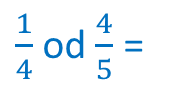 1/4 od 4/5 =